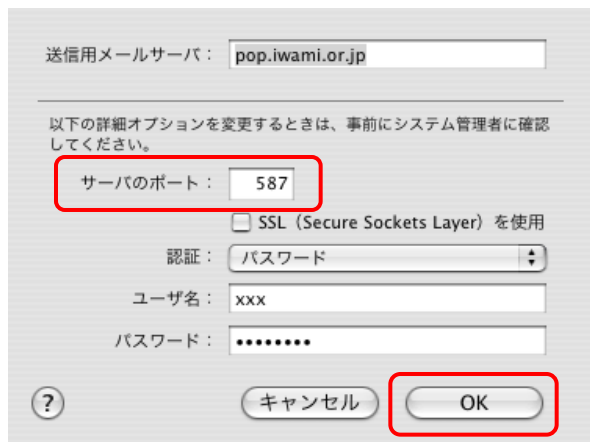 送信用メールサーバ： pop.iwami.or.jp
以下の詳細オプションを変更するときは、事前にシステム管理者に確認
してください。
サーバのポート： 587
SSL（Secure Sockets Layer）を使用
認証： パスワード
ユーザ名： xxx
パスワード： ••••••••
? キャンセル OK